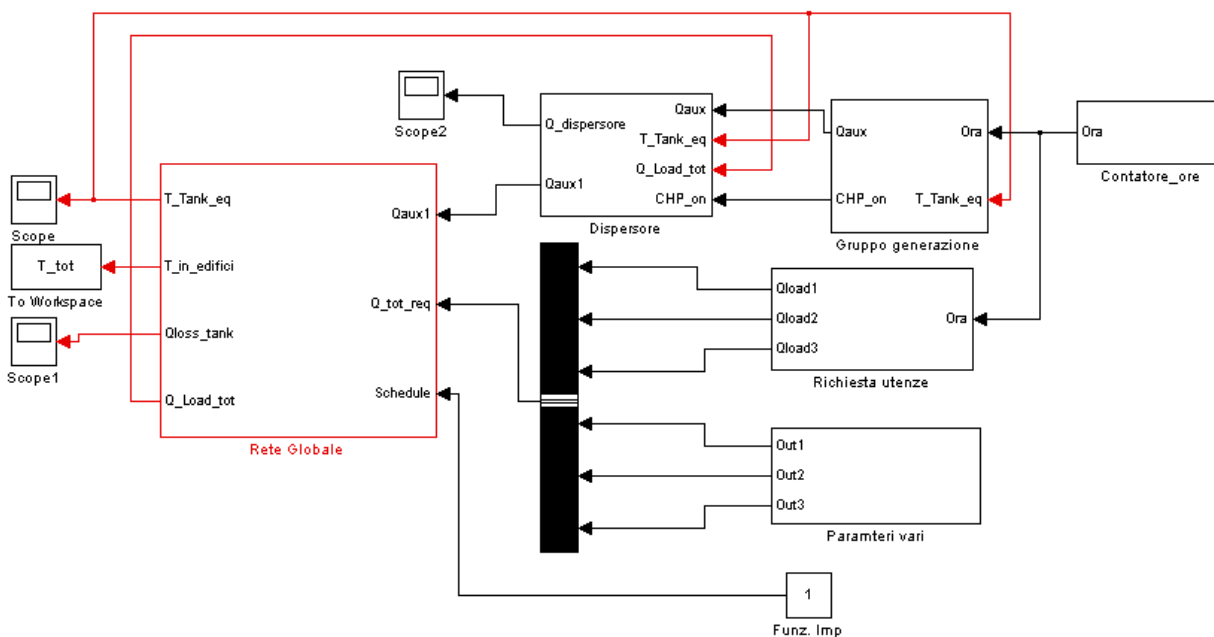 Scope2
Q_dispersore
Qaux1
Qaux
T_Tank_eq
Q_Load_tot
CHP_on
Dispersore
Qaux
CHP_on
Ora
T_Tank_eq
Gruppo generazione
Ora
Contatore_ore
Scope
T_tot
To Workspace
Scope1
T_Tank_eq
T_in_edifici
Qloss_tank
Q_Load_tot
Qaux1
Q_tot_req
Schedule
Rete Globale
Qload1
Qload2
Qload3
Ora
Richiesta utenze
Out1
Out2
Out3
Paramteri vari
1
Funz. Imp